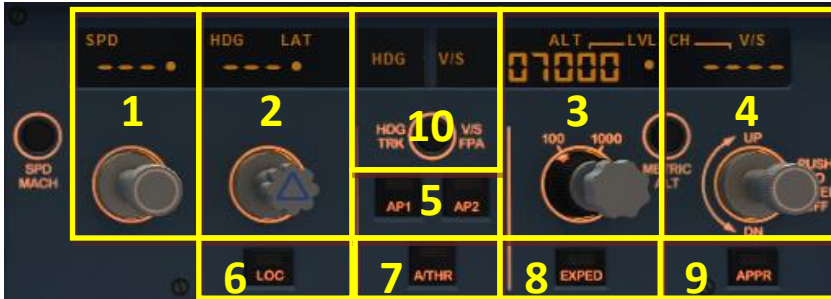 SPD
HDG LAT
HDG V/S
ALT LVL
CH V/S
---.
---.
07000 .
----
1
2
10
3
4
SPD
MACH
HDG
TRK
V/S
FPA
100 1000
METRIC
ALT
UP
DN
AP1 5 AP2
6 LOC
7 A/THR
8 EXPED
9 APPR